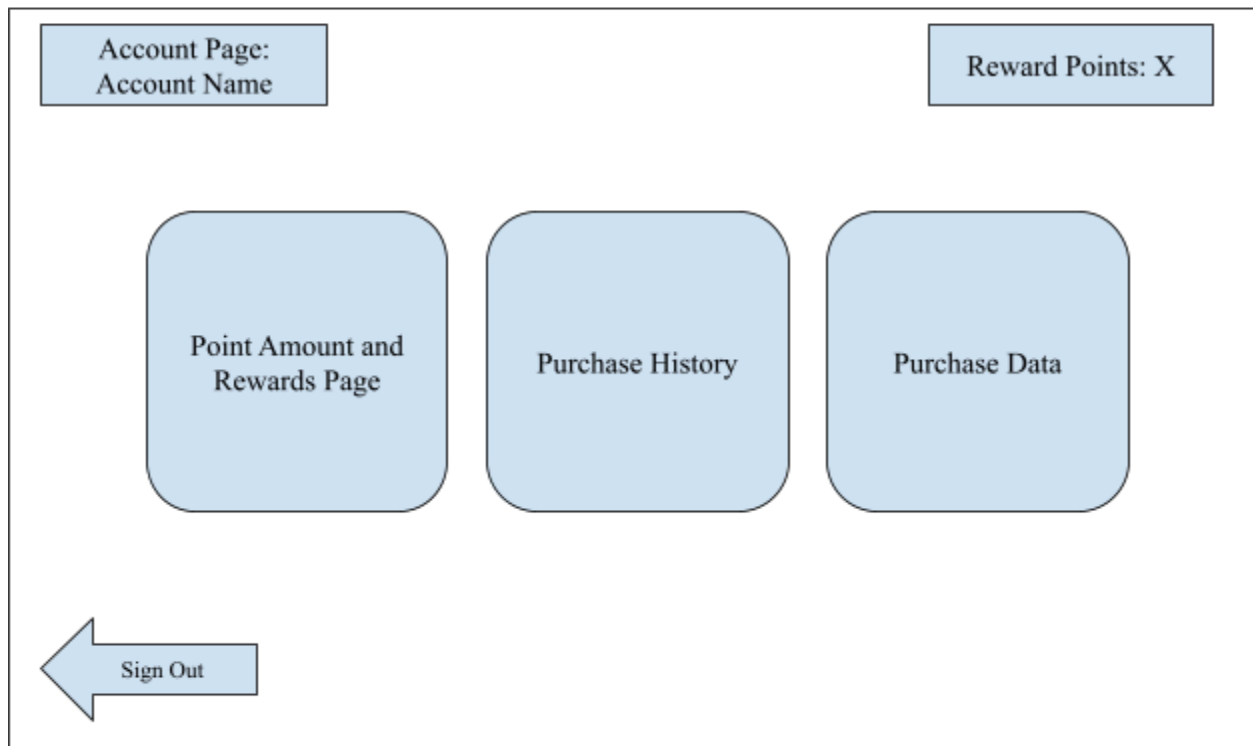 Account Page:
Account Name
Reward Points: X
Point Amount and
Rewards Page
Purchase History
Purchase Data
Sign Out